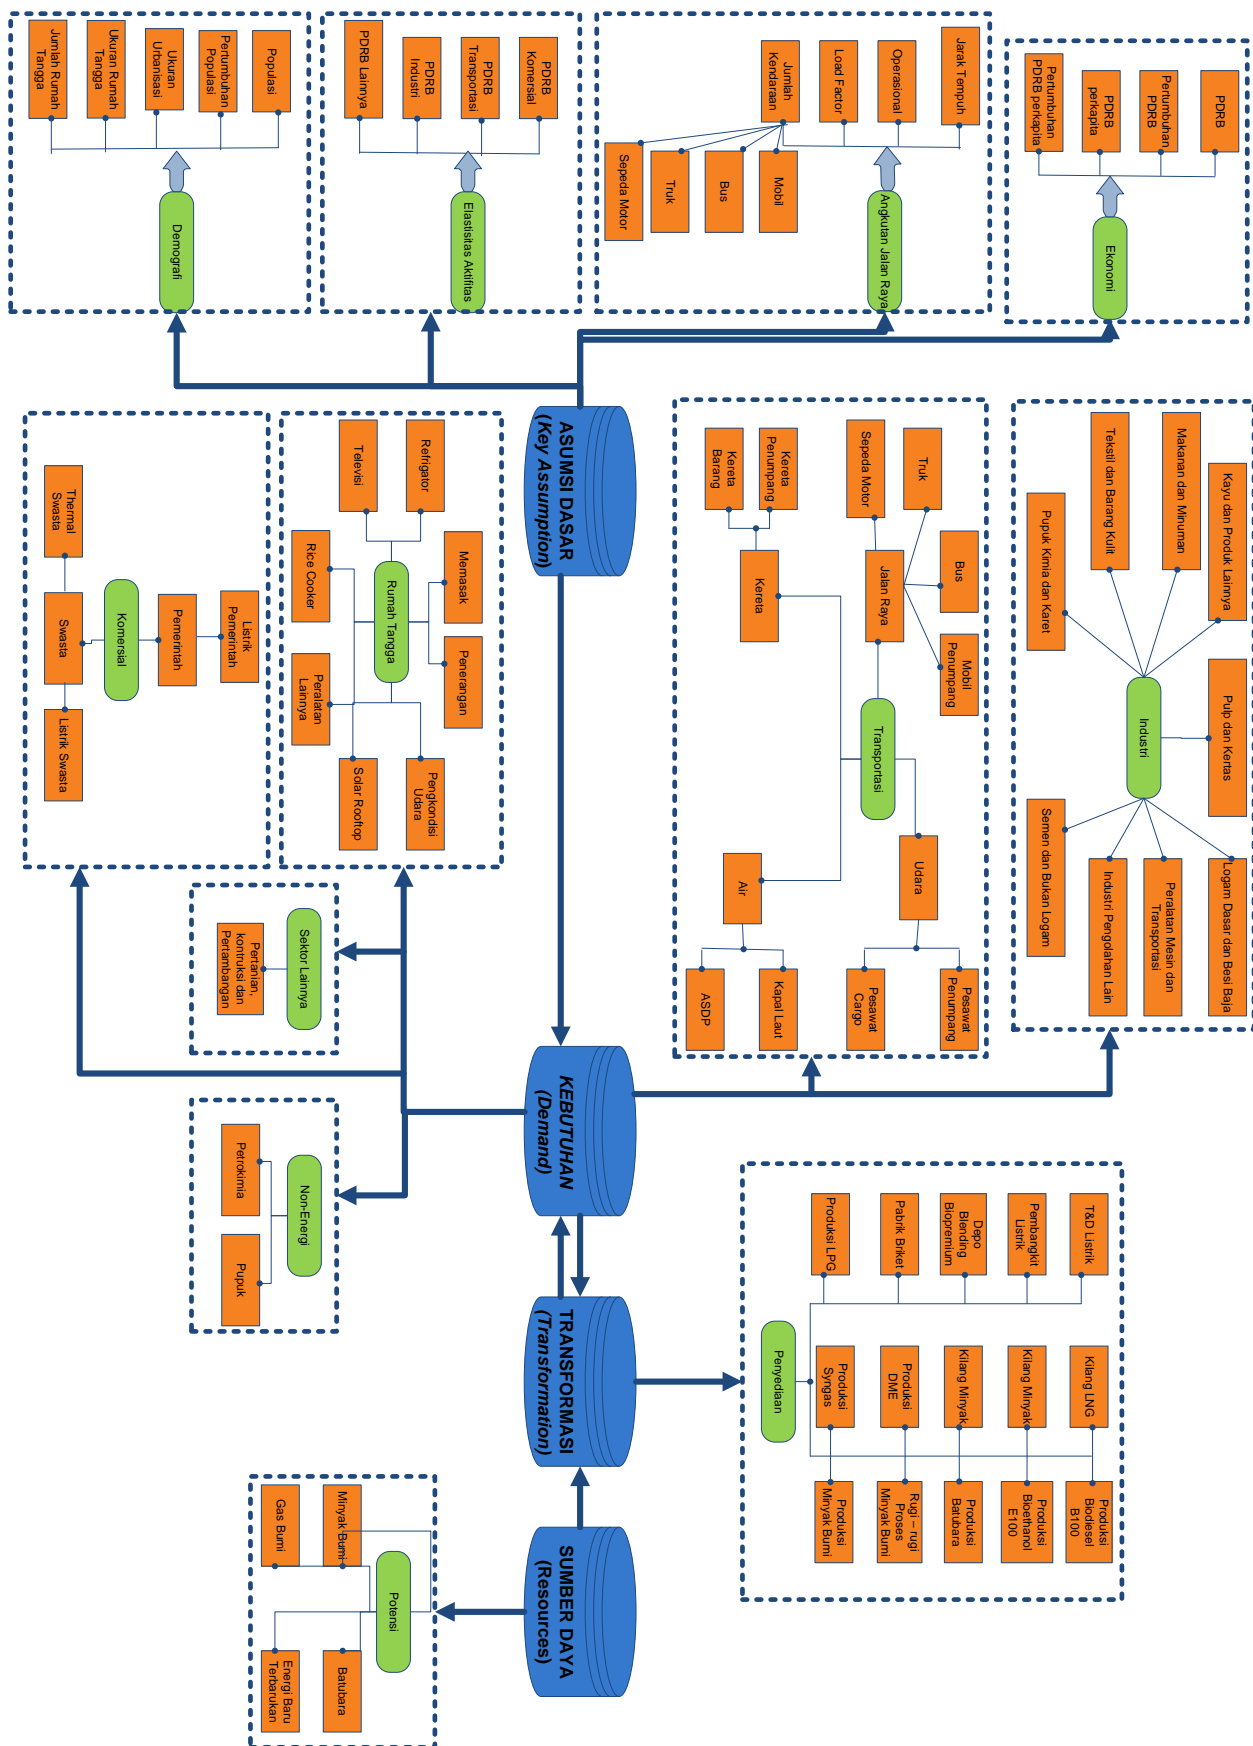 Ekonomi
PDRB
Pertumbuhan
PDRB
PDRB
perkapita
Pertumbuhan
PDRB perkapita
Angkutan Jalan Raya
Jarak Tempuh
Operasional
Load Factor
Jumlah
Kendaraan
Mobil
Bus
Truk
Sepeda Motor
Elastisitas Aktifitas
PDRB
Komersial
PDRB
Transportasi
PDRB
Industri
PDRB Lainnya
Demografi
Populasi
Pertumbuhan
Populasi
Ukuran
Urbanisasi
Ukuran Rumah
Tangga
Jumlah Rumah
Tangga
ASUMSI DASAR
(Key Assumption)
KEBUTUHAN
(Demand)
TRANSFORMASI
(Transformation)
SUMBER DAYA
(Resources)
Industri
Kayu dan Produk Lainnya
Makanan dan Minuman
Tekstil dan Barang Kulit
Pupuk Kimia dan Karet
Pulp dan Kertas
Logam Dasar dan Besi Baja
Peralatan Mesin dan
Transportasi
Industri Pengolahan Lain
Semen dan Bukan Logam
Transportasi
Jalan Raya
Truk
Sepeda Motor
Bus
Mobil
Penumpang
Kereta
Kereta
Penumpang
Kereta
Barang
Udara
Pesawat
Penumpang
Pesawat
Cargo
Air
Kapal Laut
ASDP
Rumah Tangga
Refrigator
Televisi
Memasak
Rice Cooker
Penerangan
Peralatan
Lainnya
Pengkondisi
Udara
Solar Rooftop
Komersial
Listrik
Pemerintah
Pemerintah
Swasta
Thermal
Swasta
Listrik Swasta
Sektor Lainnya
Pertanian,
kontruksi dan
Pertambangan
Non-Energi
Petrokimia
Pupuk
Penyediaan
T&D Listrik
Pembangkit
Listrik
Depo
Blending
Biopremium
Pabrik Briket
Produksi LPG
Kilang LNG
Kilang Minyak
Kilang Minyak
Produksi
DME
Produksi
Syngas
Produksi
Biodiesel
B100
Produksi
Bioethanol
E100
Produksi
Batubara
Rugi – rugi
Proses
Minyak Bumi
Produksi
Minyak Bumi
Potensi
Minyak Bumi
Gas Bumi
Batubara
Energi Baru
Terbarukan